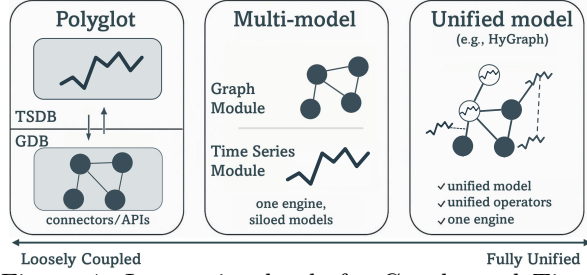 Polyglot
TSDB
GDB
connectors/APIs
Multi-model
Graph
Module
Time Series
Module
one engine,
siloed models
Unified model
(e.g., HyGraph)
✓ unified model
✓ unified operators
✓ one engine
Loosely Coupled
Fully Unified